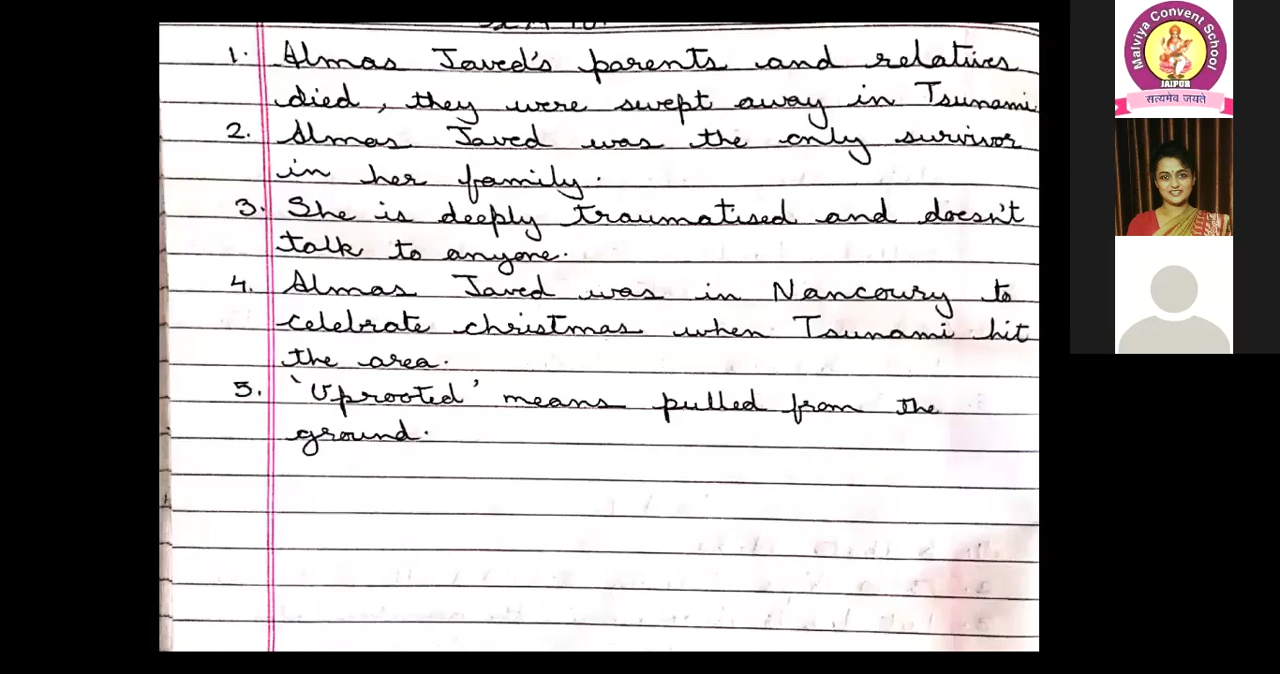 1. Almas Javed's parents and relatives
died, they were swept away in Tsunami
2. Almas Javed was the only survivor
in her family.
3. She is deeply traumatised and doesn't
talk to anyone.
4. Almas Javed was in Nancoury to
celebrate christmas when Tsunami hit
the area.
5. 'Uprooted' means pulled from the
ground.
Malviya Convent School
JAIPUR
सत्यमेव जयते